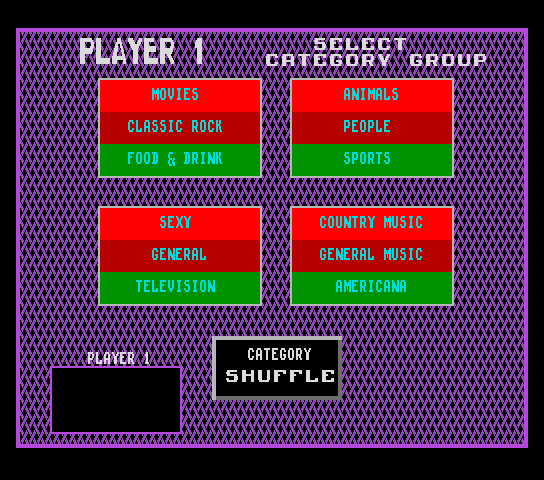 PLAYER 1
SELECT
CATEGORY GROUP
MOVIES
CLASSIC ROCK
FOOD & DRINK
ANIMALS
PEOPLE
SPORTS
SEXY
GENERAL
TELEVISION
COUNTRY MUSIC
GENERAL MUSIC
AMERICANA
CATEGORY
SHUFFLE
PLAYER 1